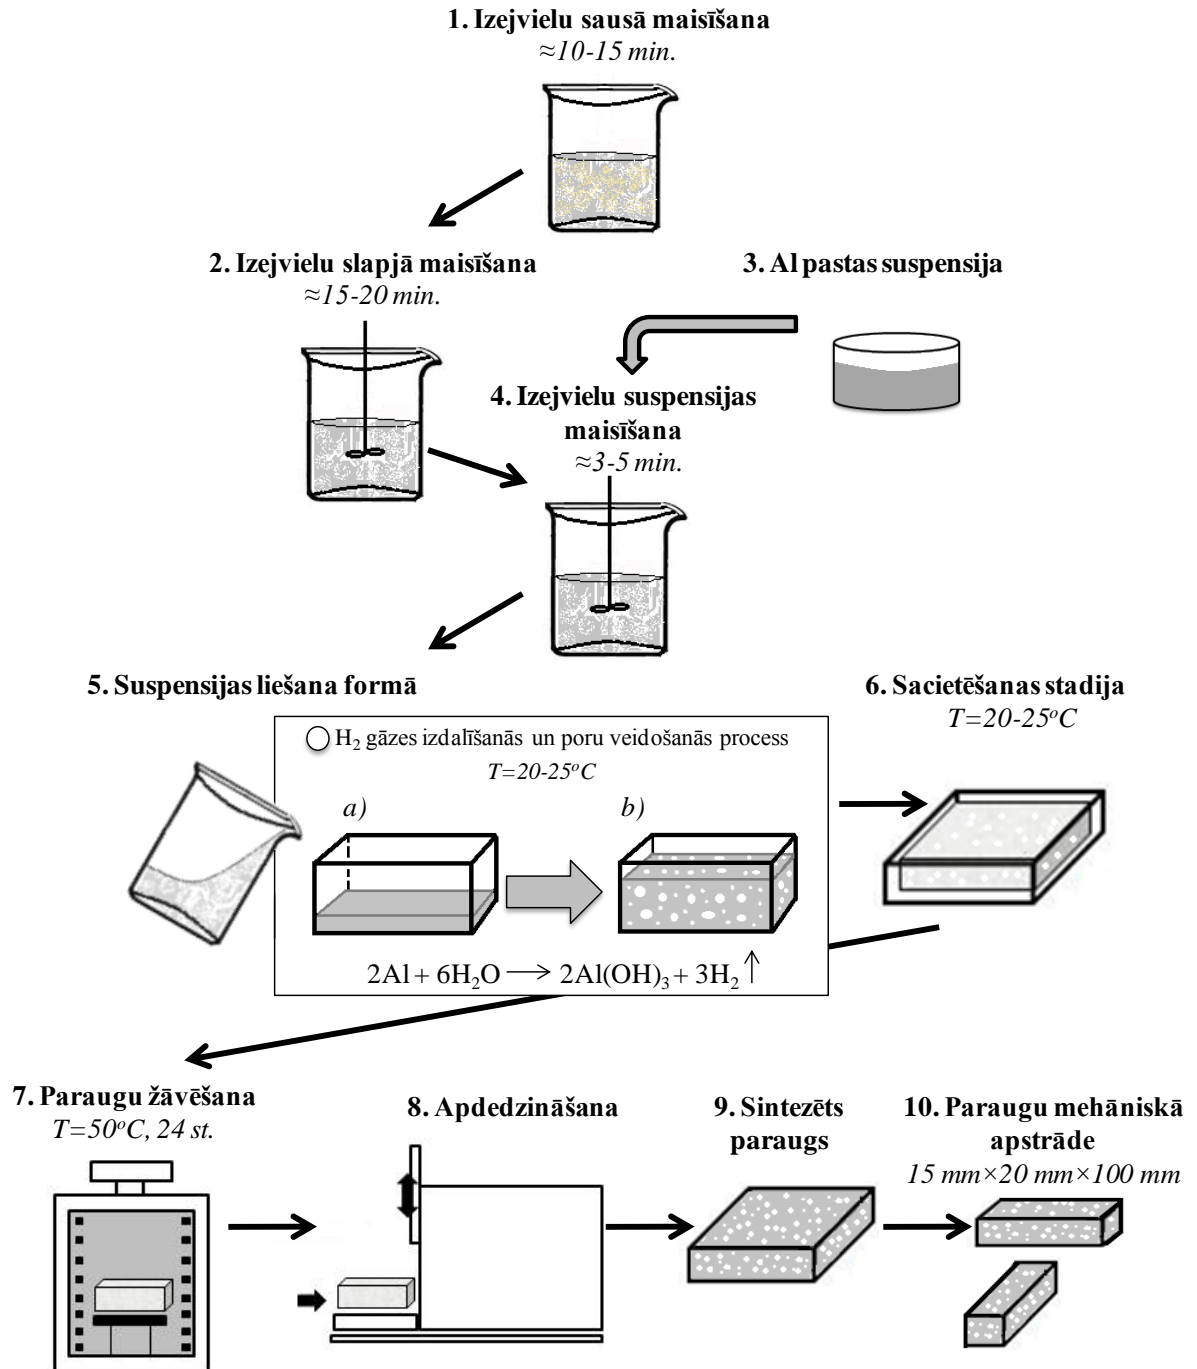 1. Izejvielu sausā maisīšana
≈10-15 min.
2. Izejvielu slapjā maisīšana
≈15-20 min.
3. Al pastas suspensija
4. Izejvielu suspensijas
maisīšana
≈3-5 min.
5. Suspensijas liešana formā
H₂ gāzes izdalīšanās un poru veidošanās process
T=20-25°C
a)
b)
2Al + 6H₂O → 2Al(OH)₃ + 3H₂ ↑
6. Sacietēšanas stadija
T=20-25°C
7. Paraugu žāvēšana
T=50°C, 24 st.
8. Apdedzināšana
9. Sintezēts
paraugs
10. Paraugu mehāniskā
apstrāde
15 mm×20 mm×100 mm